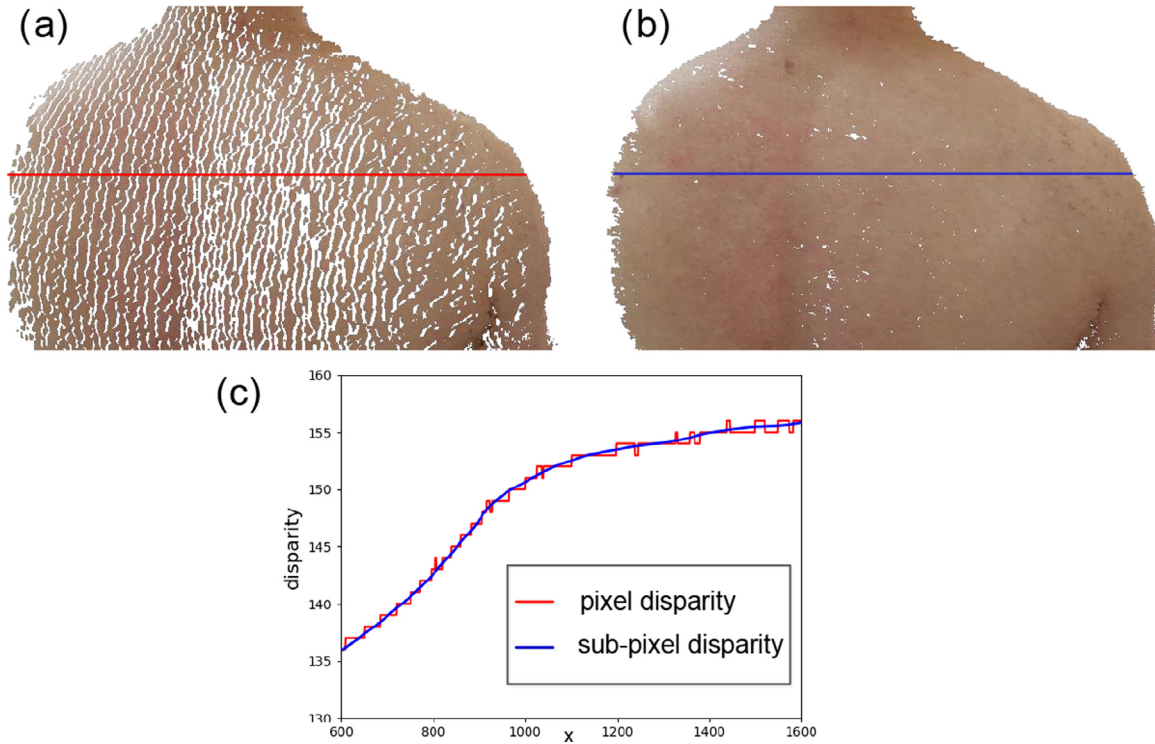 (a)
(b)
(c)
160
155
150
145
140
135
130
disparity
pixel disparity
sub-pixel disparity
600 800 1000 1200 1400 1600
x